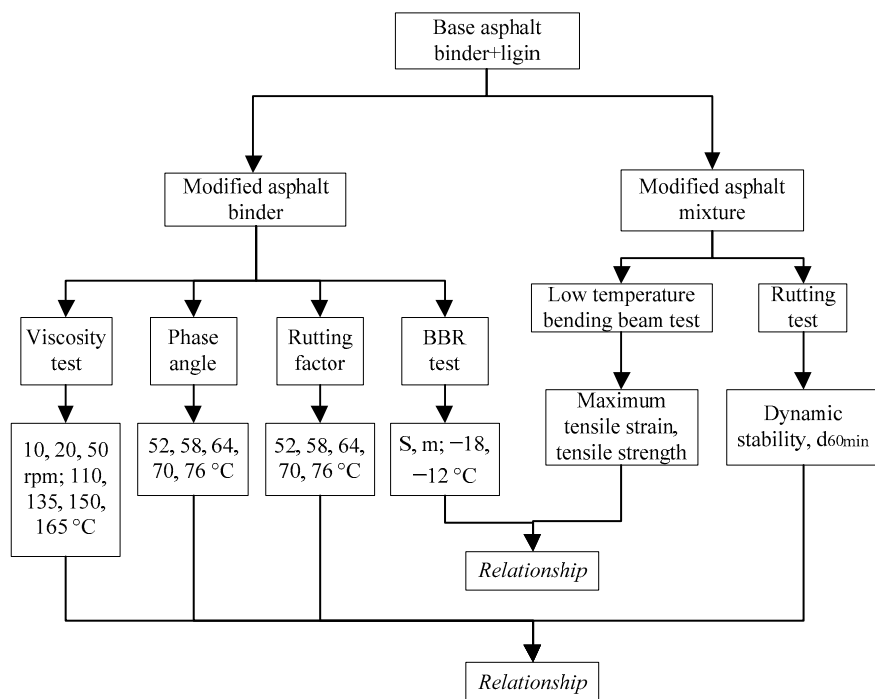 Base asphalt
binder+ligin
Modified asphalt
binder
Modified asphalt
mixture
Viscosity
test
Phase
angle
Rutting
factor
BBR
test
Low temperature
bending beam test
Rutting
test
10, 20, 50
rpm; 110,
135, 150,
165 °C
52, 58, 64,
70, 76 °C
52, 58, 64,
70, 76 °C
S, m; −18,
−12 °C
Maximum
tensile strain,
tensile strength
Dynamic
stability, d60min
Relationship
Relationship